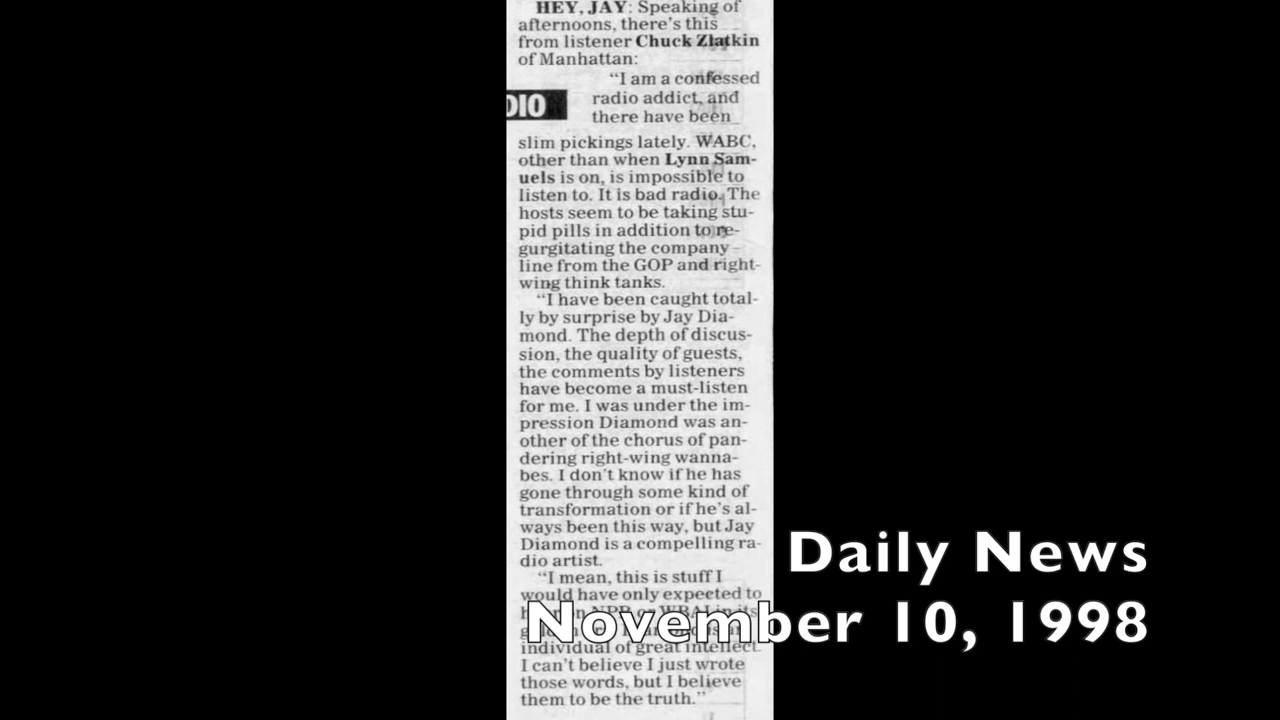 HEY, JAY: Speaking of
afternoons, there's this
from listener Chuck Zlatkin
of Manhattan:
"I am a confessed
radio addict, and
there have been
DIO
slim pickings lately. WABC,
other than when Lynn Sam-
uels is on, is impossible to
listen to. It is bad radio. The
hosts seem to be taking stu-
pid pills in addition to re-
gurgitating the company
line from the GOP and right-
wing think tanks.
"I have been caught total-
ly by surprise by Jay Dia-
mond. The depth of discus-
sion, the quality of guests,
the comments by listeners
have become a must-listen
for me. I was under the im-
pression Diamond was an-
other of the chorus of pan-
dering right-wing wanna-
bes. I don't know if he has
gone through some kind of
transformation or if he's al-
ways been this way, but Jay
Diamond is a compelling ra-
dio artist.
"I mean, this is stuff I
would have only expected to
NPR or WBAI in its
individual of great intellect.
I can't believe I just wrote
those words, but I believe
them to be the truth."
Daily News
November 10, 1998